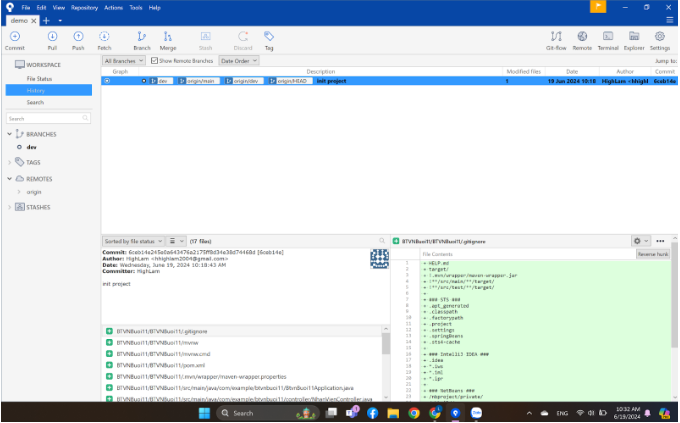 File Edit View Repository Actions Tools Help
demo
Commit Pull Push Fetch Branch Merge Stash Discard Tag Git-flow Remote Terminal Explorer Settings
WORKSPACE
File Status
History
Search
Search
BRANCHES
dev
TAGS
REMOTES
origin
STASHES
All Branches Show Remote Branches Date Order Jump to:
Graph Description Modified files Date Author Commit
dev origin/main origin/dev origin/HEAD init project 1 19 Jun 2024 10:18 HighLam <hhighl 6ceb14e
Sorted by file status (17 files)
Author: HighLam <hhighlam2004@gmail.com>
Date: Wednesday, June 19, 2024 10:18:43 AM
Committer: HighLam
init project
BTVNBuoi11/BTVNBuoi11/.gitignore
BTVNBuoi11/BTVNBuoi11/mvnw
BTVNBuoi11/BTVNBuoi11/mvnw.cmd
BTVNBuoi11/BTVNBuoi11/pom.xml
BTVNBuoi11/BTVNBuoi11/.mvn/wrapper/maven-wrapper.properties
BTVNBuoi11/BTVNBuoi11/src/main/java/com/example/btvnbuoi11/BtvnBuoi11Application.java
BTVNBuoi11/BTVNBuoi11/src/main/java/com/example/btvnbuoi11/controller/NhanVienController.java
BTVNBuoi11/BTVNBuoi11/.gitignore
File Contents Reverse hunk
1 + HELP.md
2 + target/
3 + !.mvn/wrapper/maven-wrapper.jar
4 + !**/src/main/**/target/
5 + !**/src/test/**/target/
6 +
7 + ### STS ###
8 + .apt_generated
9 + .classpath
10 + .factorypath
11 + .project
12 + .settings
13 + .springBeans
14 + .sts4-cache
15 +
16 + ### IntelliJ IDEA ###
17 + .idea
18 + *.iws
19 + *.iml
20 + *.ipr
21 +
22 + ### NetBeans ###
23 + /nbproject/private/
Search
ENG
10:32 AM
6/19/2024